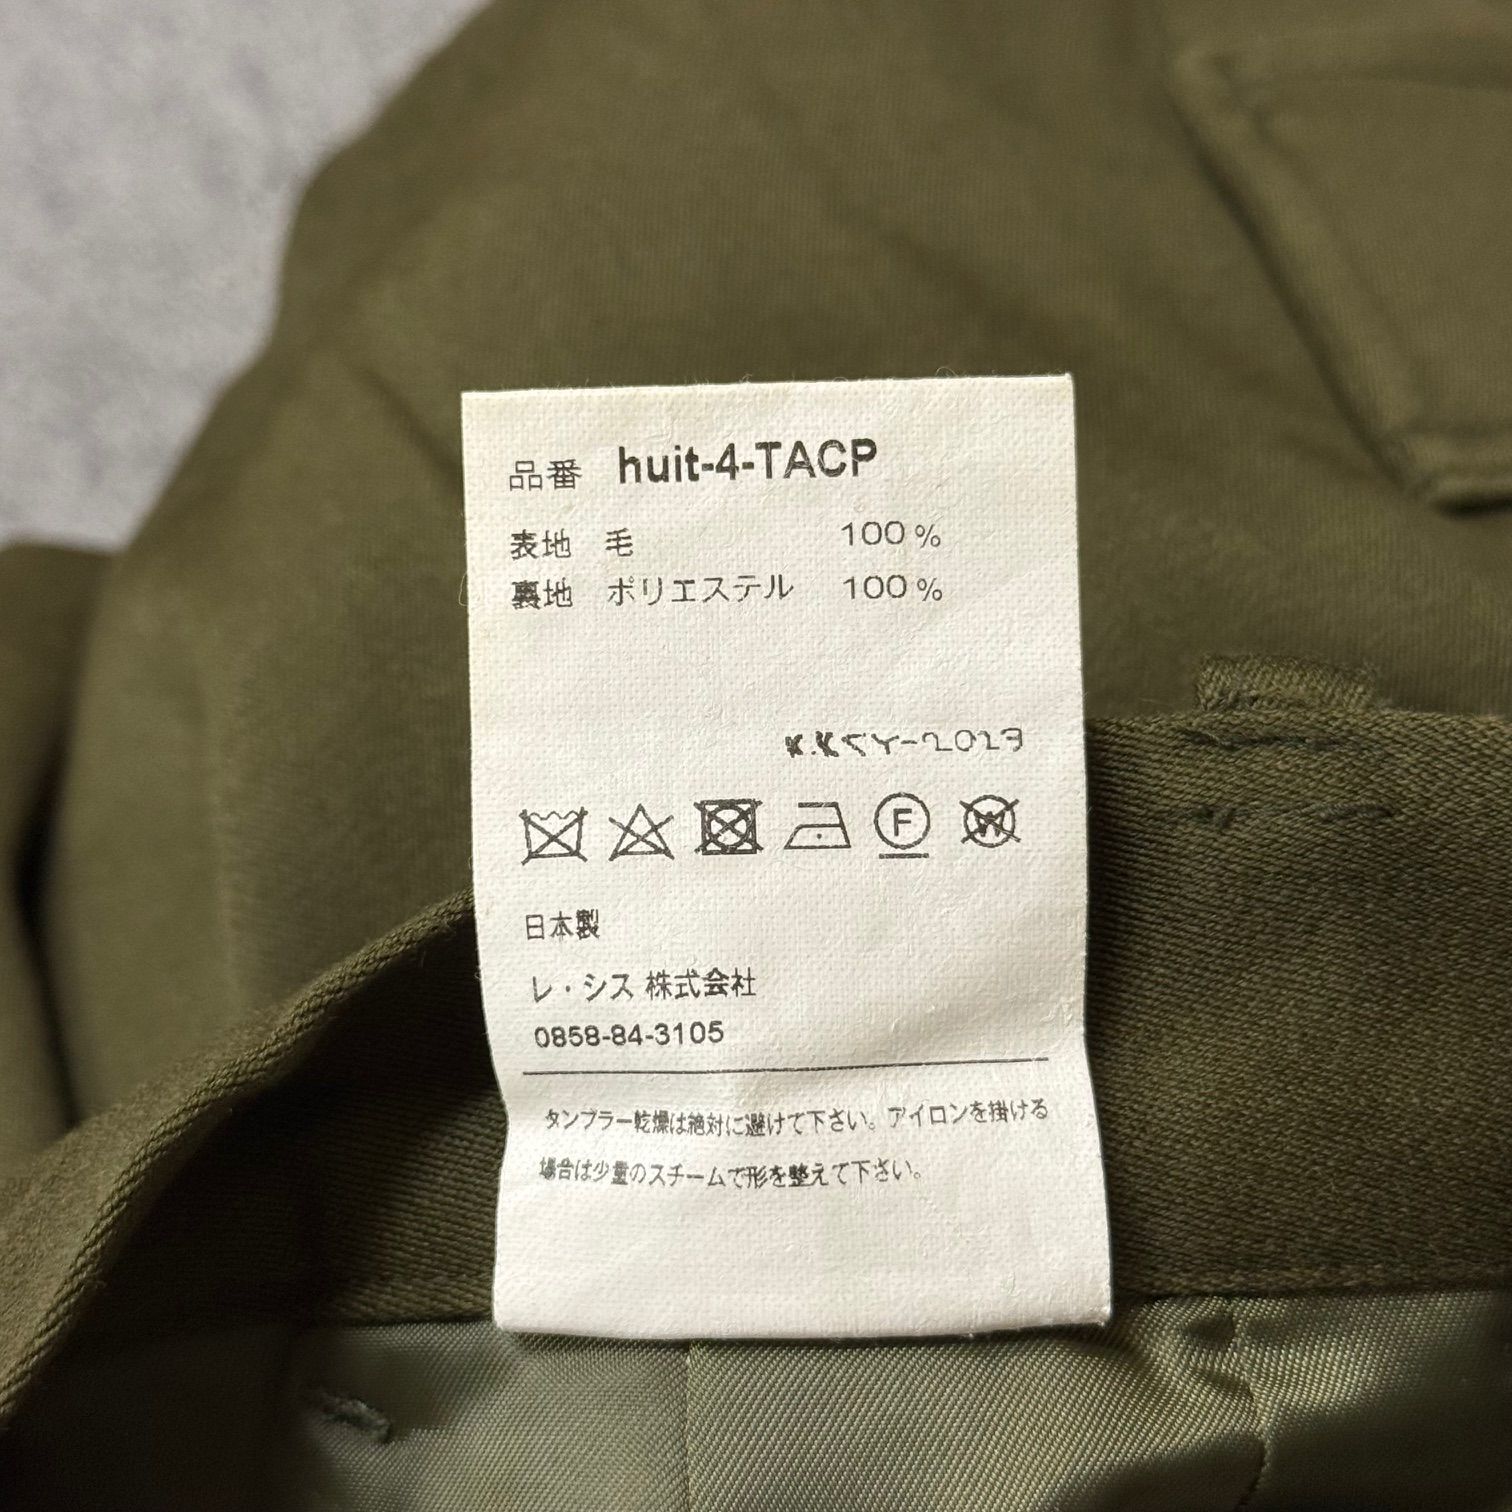 品番 huit-4-TACP
表地 毛 100%
裏地 ポリエステル 100%
F
W
日本製
レ・シス 株式会社
0858-84-3105
タンブラー乾燥は絶対に避けて下さい。アイロンを掛ける
場合は少量のスチームで形を整えて下さい。